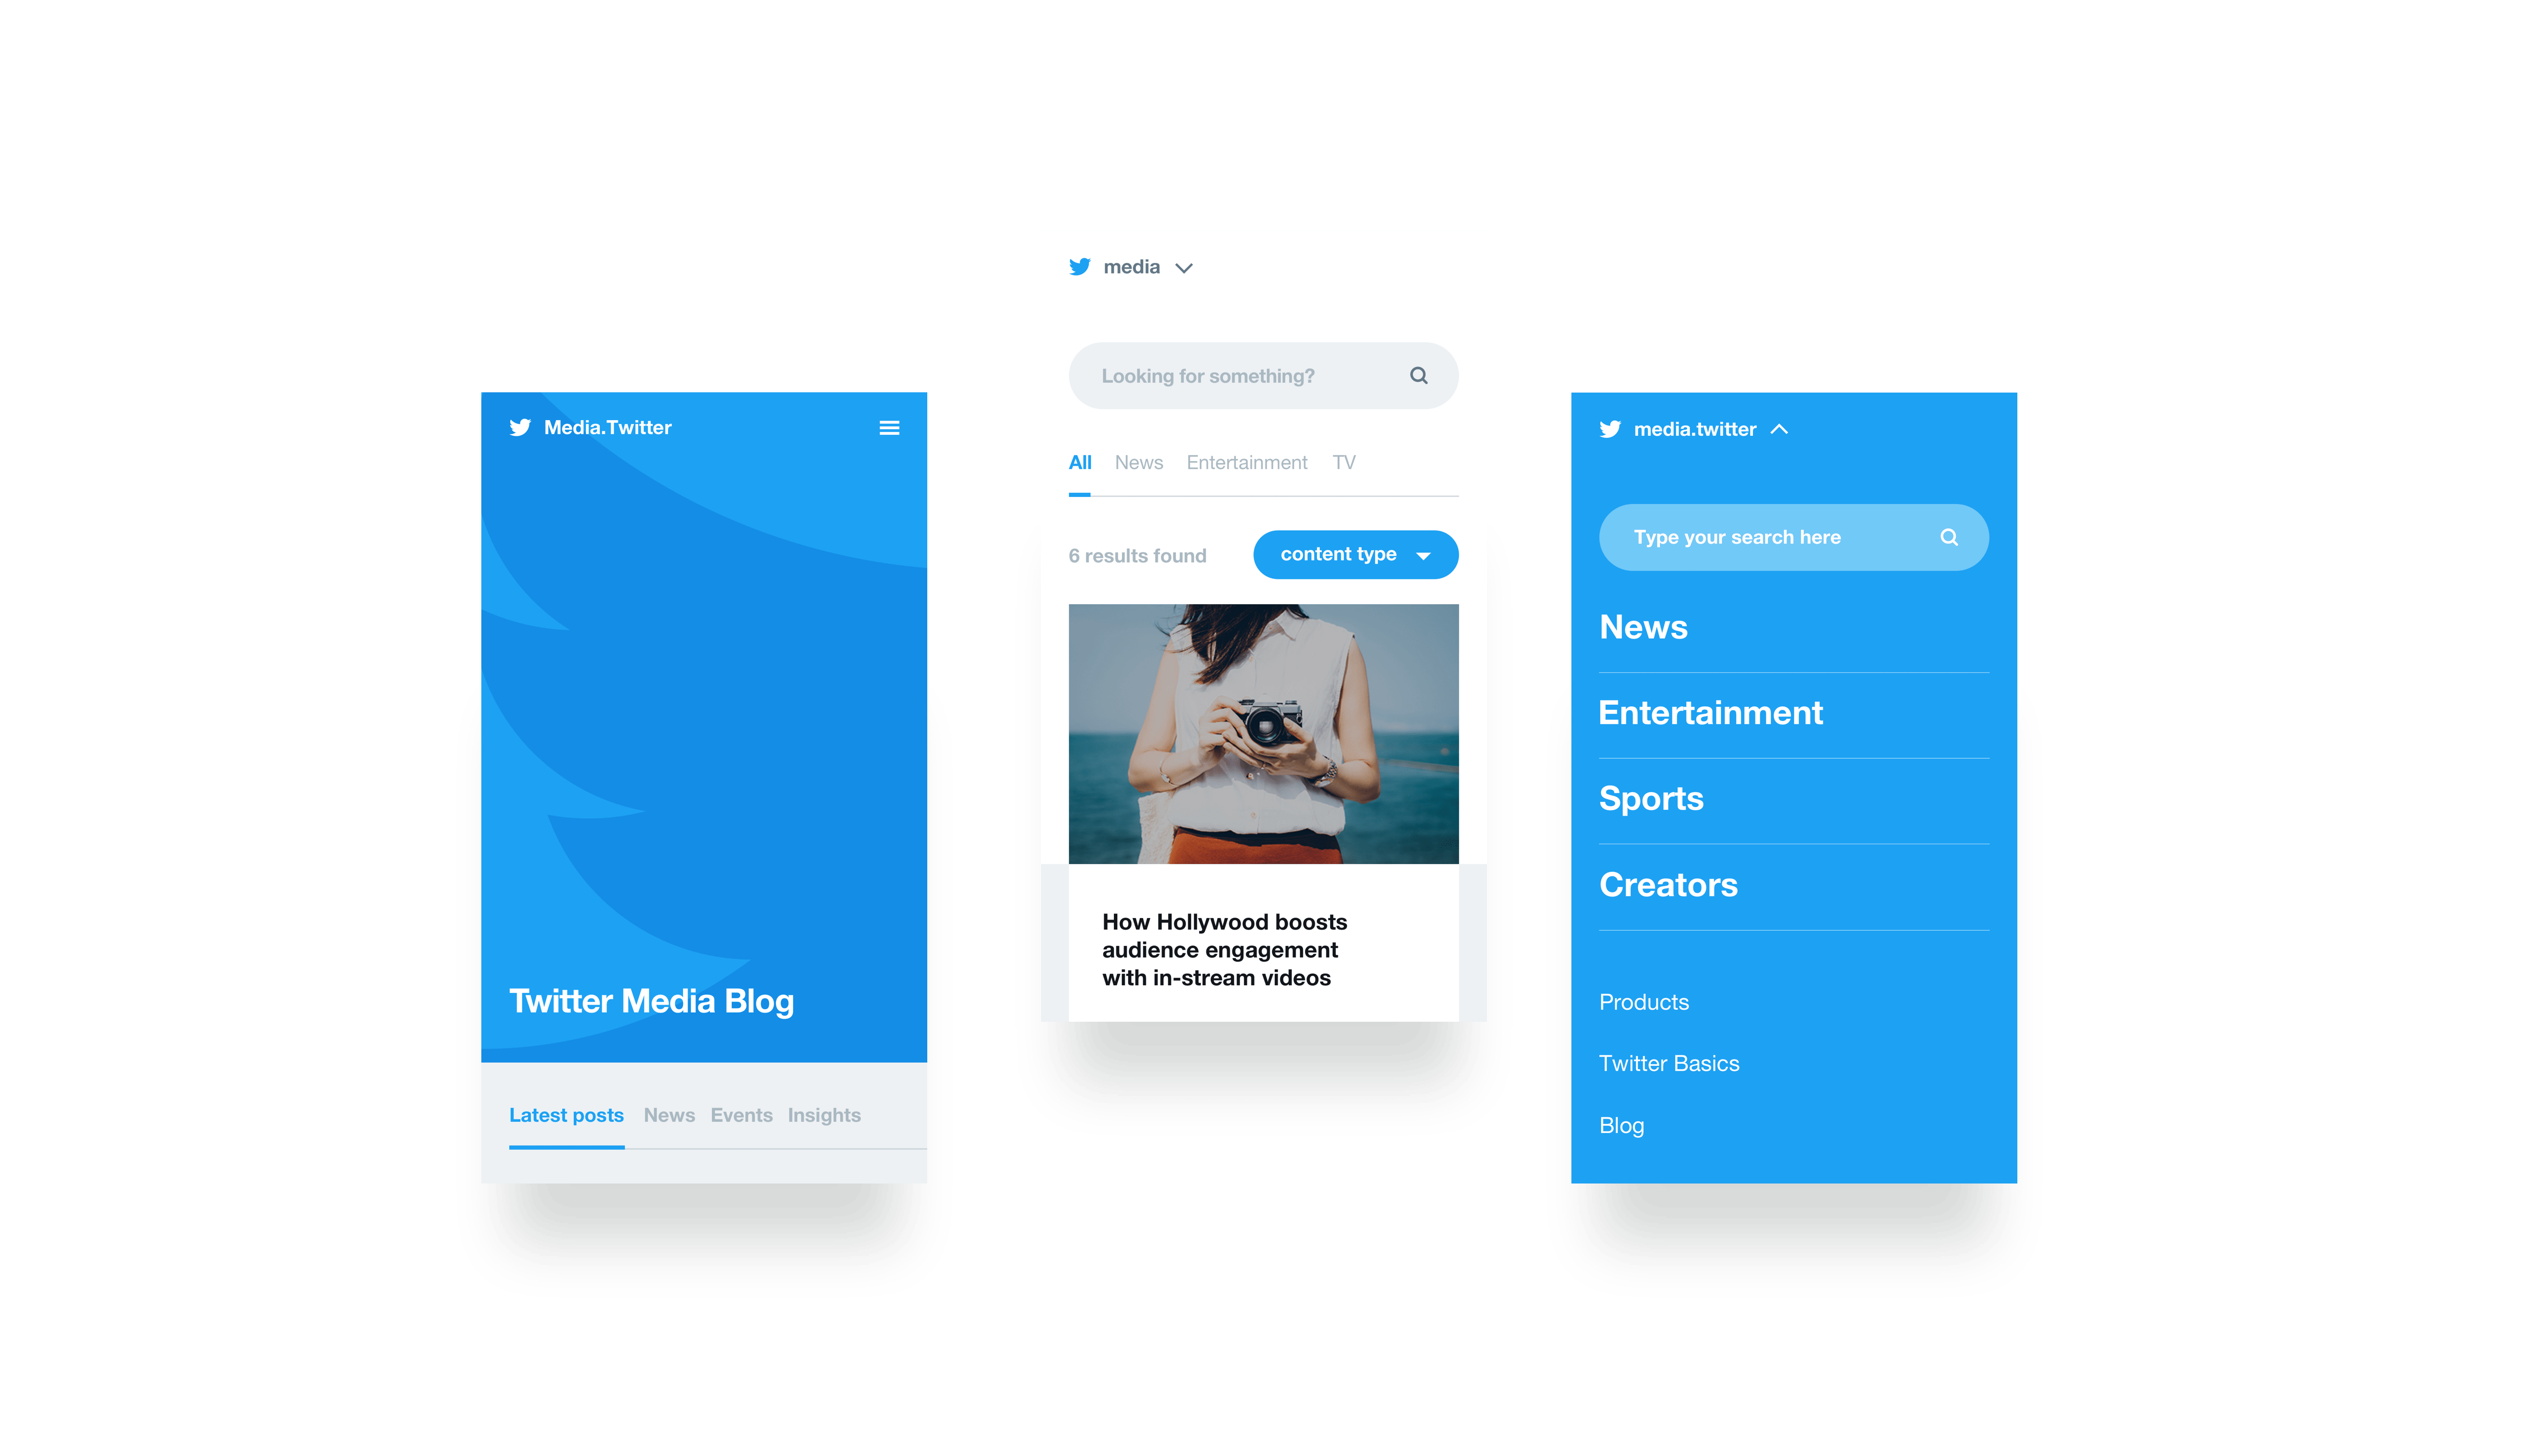 Media.Twitter
Twitter Media Blog
Latest posts News Events Insights
media
Looking for something?
All News Entertainment TV
6 results found
content type
How Hollywood boosts
audience engagement
with in-stream videos
media.twitter
Type your search here
News
Entertainment
Sports
Creators
Products
Twitter Basics
Blog